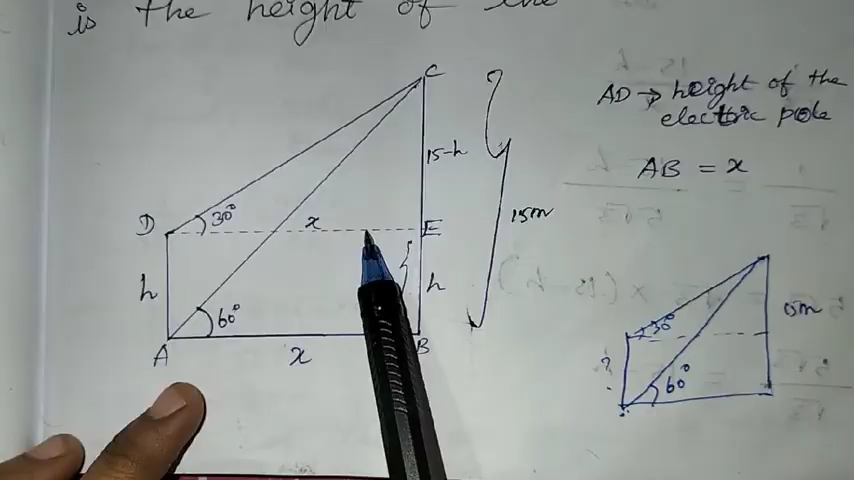 is the height of the
C
15-h
15m
D
30°
x
E
h
h
60°
A
x
B
AD → height of the
electric pole
AB = x
30°
15m
?
60°